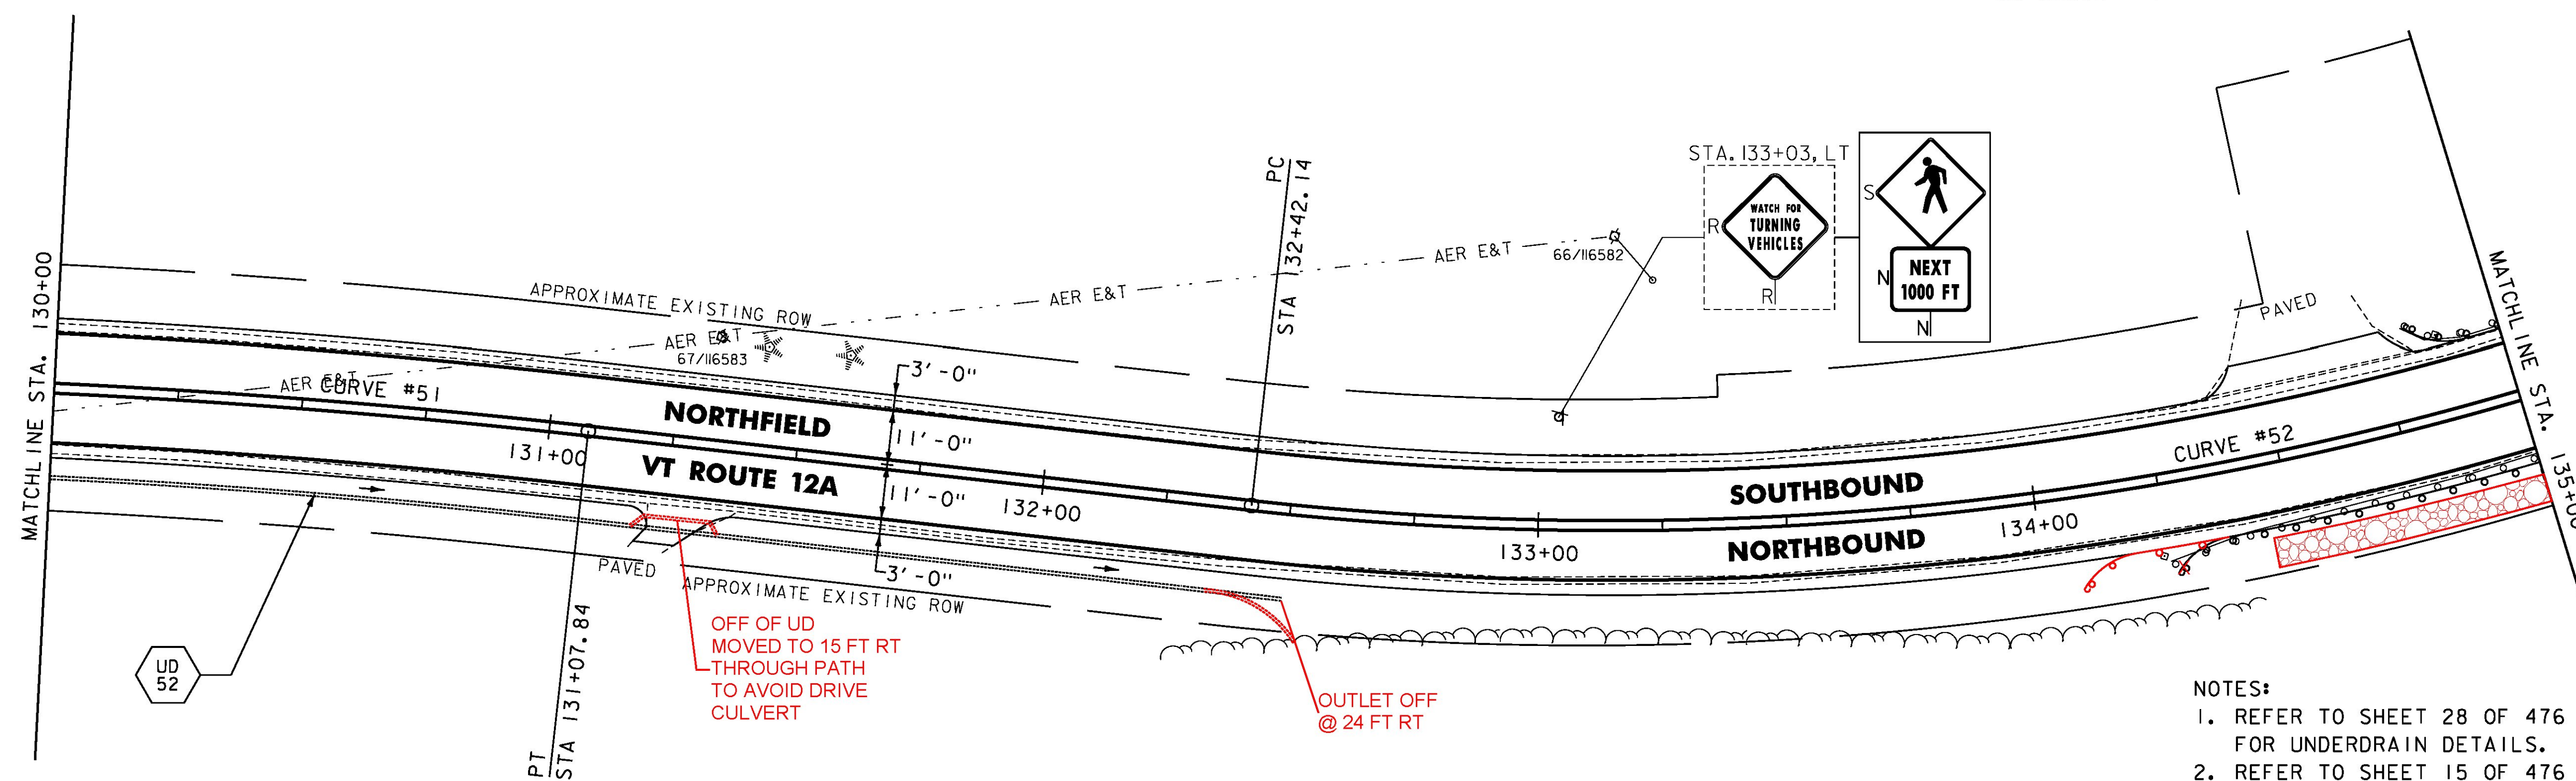 MATCHLINE STA. 130+00
APPROXIMATE EXISTING ROW
AER E&T
67/116583
AER E&T
CURVE #51
AER E&T
AER E&T
66/116582
PC
STA 132+42.14
STA. 133+03, LT
WATCH FOR
TURNING
VEHICLES
R
R
S
NEXT
1000 FT
N
N
PAVED
MATCHLINE STA. 135+00
3'-0"
11'-0"
11'-0"
3'-0"
NORTHFIELD
VT ROUTE 12A
131+00
132+00
133+00
134+00
SOUTHBOUND
NORTHBOUND
CURVE #52
PAVED
APPROXIMATE EXISTING ROW
UD
52
PT
STA 131+07.84
OFF OF UD
MOVED TO 15 FT RT
THROUGH PATH
TO AVOID DRIVE
CULVERT
OUTLET OFF
@ 24 FT RT
NOTES:
1. REFER TO SHEET 28 OF 476
FOR UNDERDRAIN DETAILS.
2. REFER TO SHEET 15 OF 476